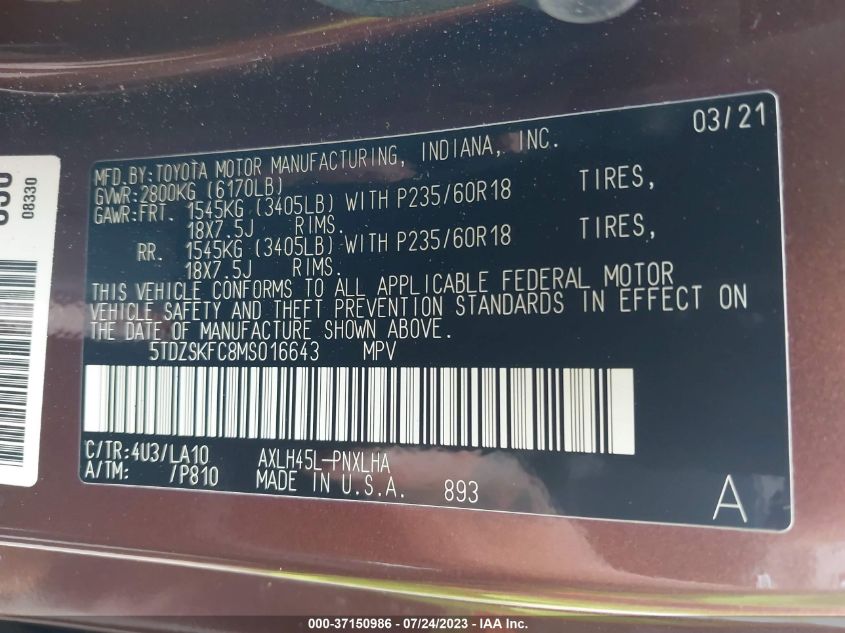 03/21
MFD.BY:TOYOTA MOTOR MANUFACTURING, INDIANA, INC.
GVWR:2800KG (6170LB)
GAWR:FRT. 1545KG (3405LB) WITH P235/60R18 TIRES,
18X7.5J RIMS.
RR. 1545KG (3405LB) WITH P235/60R18 TIRES,
18X7.5J RIMS.
THIS VEHICLE CONFORMS TO ALL APPLICABLE FEDERAL MOTOR
VEHICLE SAFETY AND THEFT PREVENTION STANDARDS IN EFFECT ON
THE DATE OF MANUFACTURE SHOWN ABOVE.
5TDZSKFC8MS016643 MPV
C/TR:4U3/LA10 AXLH45L-PNXLHA
A/TM: /P810 MADE IN U.S.A. 893
A
08330
000-37150986 - 07/24/2023 - IAA Inc.